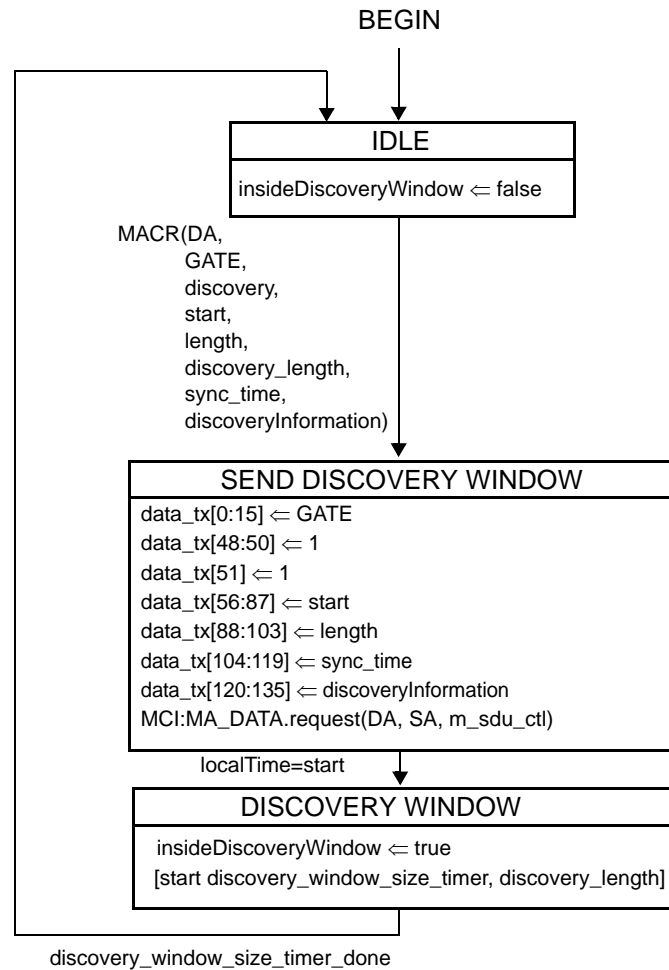 BEGIN
IDLE
insideDiscoveryWindow ⇐ false
MACR(DA,
GATE,
discovery,
start,
length,
discovery_length,
sync_time,
discoveryInformation)
SEND DISCOVERY WINDOW
data_tx[0:15] ⇐ GATE
data_tx[48:50] ⇐ 1
data_tx[51] ⇐ 1
data_tx[56:87] ⇐ start
data_tx[88:103] ⇐ length
data_tx[104:119] ⇐ sync_time
data_tx[120:135] ⇐ discoveryInformation
MCI:MA_DATA.request(DA, SA, m_sdu_ctl)
localTime=start
DISCOVERY WINDOW
insideDiscoveryWindow ⇐ true
[start discovery_window_size_timer, discovery_length]
discovery_window_size_timer_done